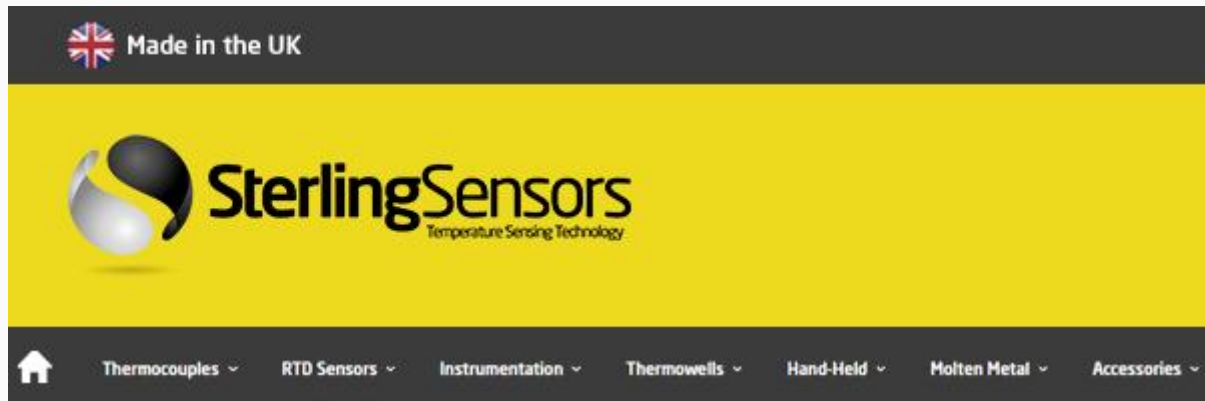 Made in the UK
SterlingSensors
Temperature Sensing Technology
Thermocouples RTD Sensors Instrumentation Thermowells Hand-Held Molten Metal Accessories